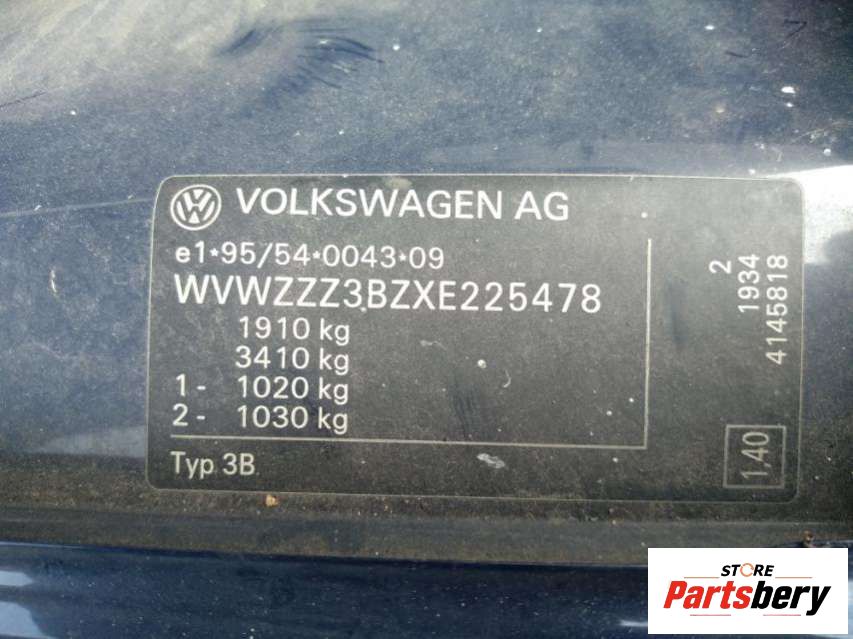 VOLKSWAGEN AG
e1*95/54*0043*09
WVWZZZ3BZXE225478
1910 kg
3410 kg
1- 1020 kg
2- 1030 kg
Typ 3B
2
1934
4145818
1,40
STORE
Partsbery